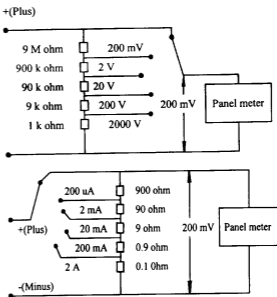 +(Plus)
9 M ohm
200 mV
900 k ohm
2 V
90 k ohm
20 V
9 k ohm
200 V
1 k ohm
2000 V
200 mV
Panel meter
200 uA
900 ohm
2 mA
90 ohm
20 mA
9 ohm
+(Plus)
200 mV
Panel meter
200 mA
0.9 ohm
2 A
0.1 Ohm
-(Minus)